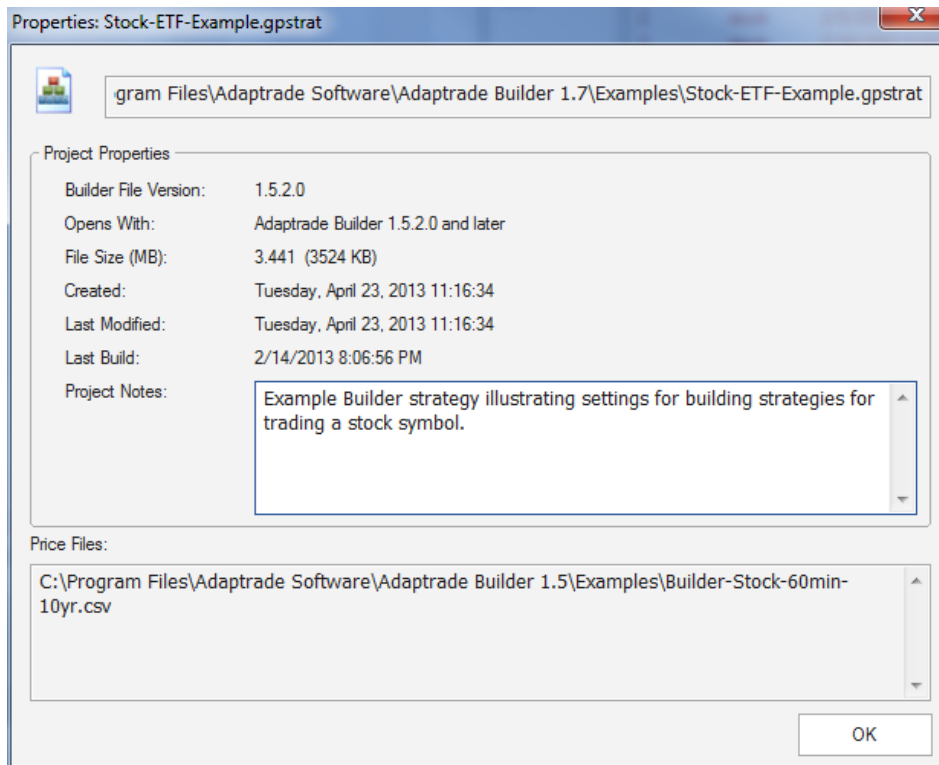 Properties: Stock-ETF-Example.gpstrat
gram Files\Adaptrade Software\Adaptrade Builder 1.7\Examples\Stock-ETF-Example.gpstrat
Project Properties
Builder File Version: 1.5.2.0
Opens With: Adaptrade Builder 1.5.2.0 and later
File Size (MB): 3.441 (3524 KB)
Created: Tuesday, April 23, 2013 11:16:34
Last Modified: Tuesday, April 23, 2013 11:16:34
Last Build: 2/14/2013 8:06:56 PM
Project Notes: Example Builder strategy illustrating settings for building strategies for
trading a stock symbol.
Price Files:
C:\Program Files\Adaptrade Software\Adaptrade Builder 1.5\Examples\Builder-Stock-60min-
10yr.csv
OK